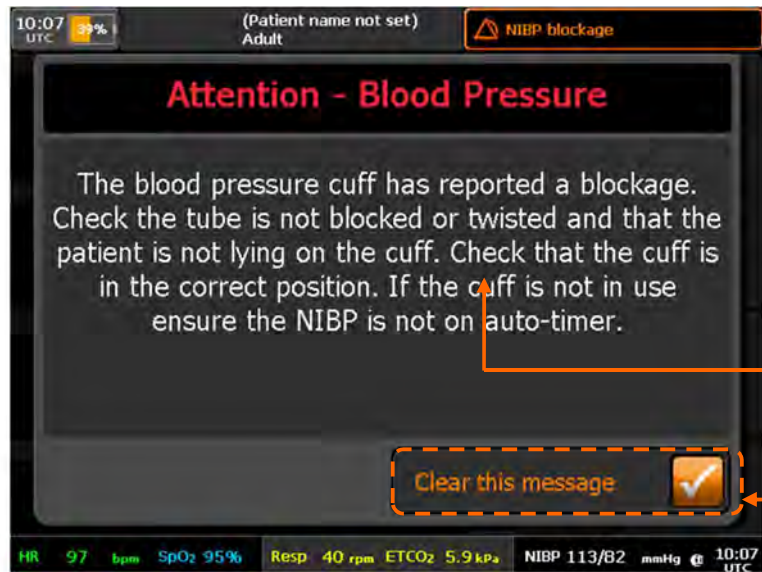 10:07 39% (Patient name not set) NIBP blockage
UTC Adult
Attention - Blood Pressure
The blood pressure cuff has reported a blockage.
Check the tube is not blocked or twisted and that the
patient is not lying on the cuff. Check that the cuff is
in the correct position. If the cuff is not in use
ensure the NIBP is not on auto-timer.
Clear this message
HR 97 bpm SpO2 95% Resp 40 rpm ETCO2 5.9 kPa NIBP 113/82 mmHg @ 10:07
UTC